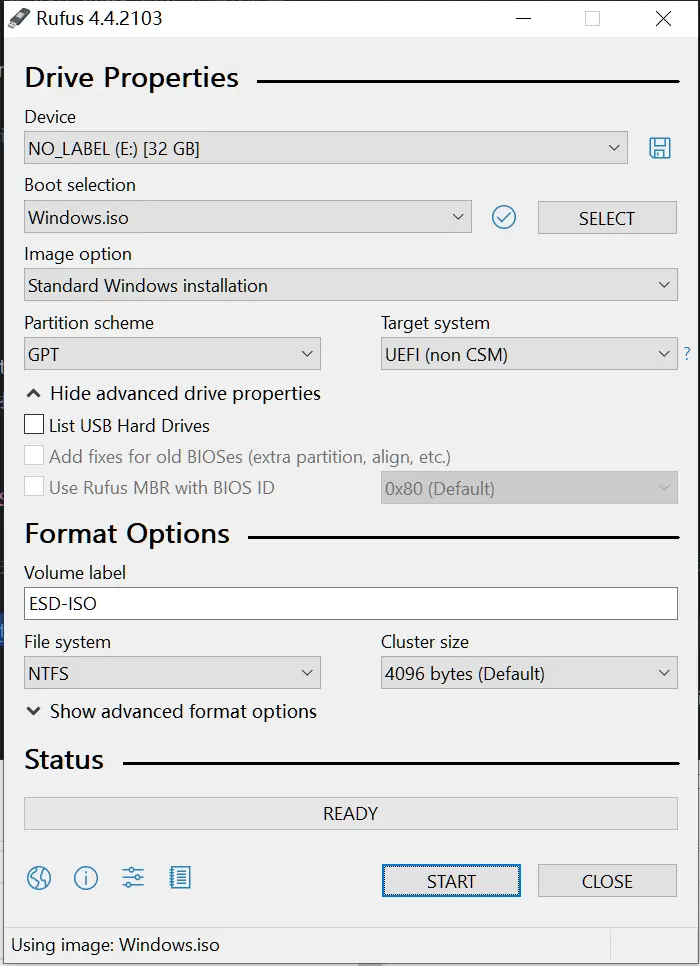 Rufus 4.4.2103
Drive Properties
Device
NO_LABEL (E:) [32 GB]
Boot selection
Windows.iso
SELECT
Image option
Standard Windows installation
Partition scheme
Target system
GPT
UEFI (non CSM)
?
Hide advanced drive properties
List USB Hard Drives
Add fixes for old BIOSes (extra partition, align, etc.)
Use Rufus MBR with BIOS ID
0x80 (Default)
Format Options
Volume label
ESD-ISO
File system
Cluster size
NTFS
4096 bytes (Default)
Show advanced format options
Status
READY
START
CLOSE
Using image: Windows.iso